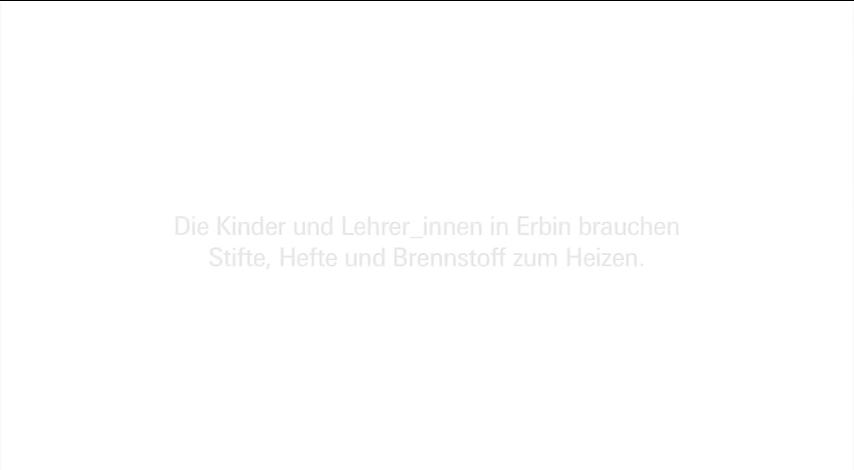 Die Kinder und Lehrer_innen in Erbin brauchen
Stifte, Hefte und Brennstoff zum Heizen.